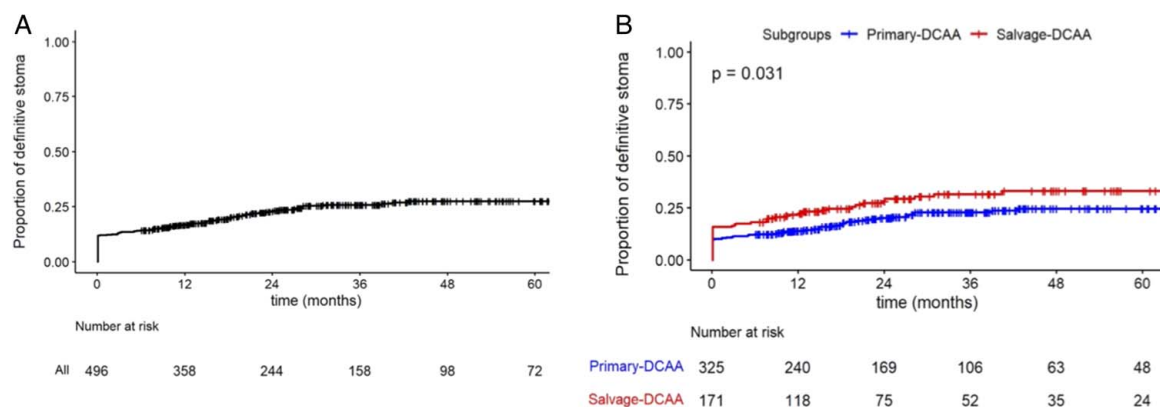 A
Proportion of definitive stoma
1.00
0.75
0.50
0.25
0.00
0 12 24 36 48 60
time (months)
Number at risk
All 496 358 244 158 98 72
B
Subgroups Primary-DCAA Salvage-DCAA
p = 0.031
Proportion of definitive stoma
1.00
0.75
0.50
0.25
0.00
0 12 24 36 48 60
time (months)
Number at risk
Primary-DCAA 325 240 169 106 63 48
Salvage-DCAA 171 118 75 52 35 24